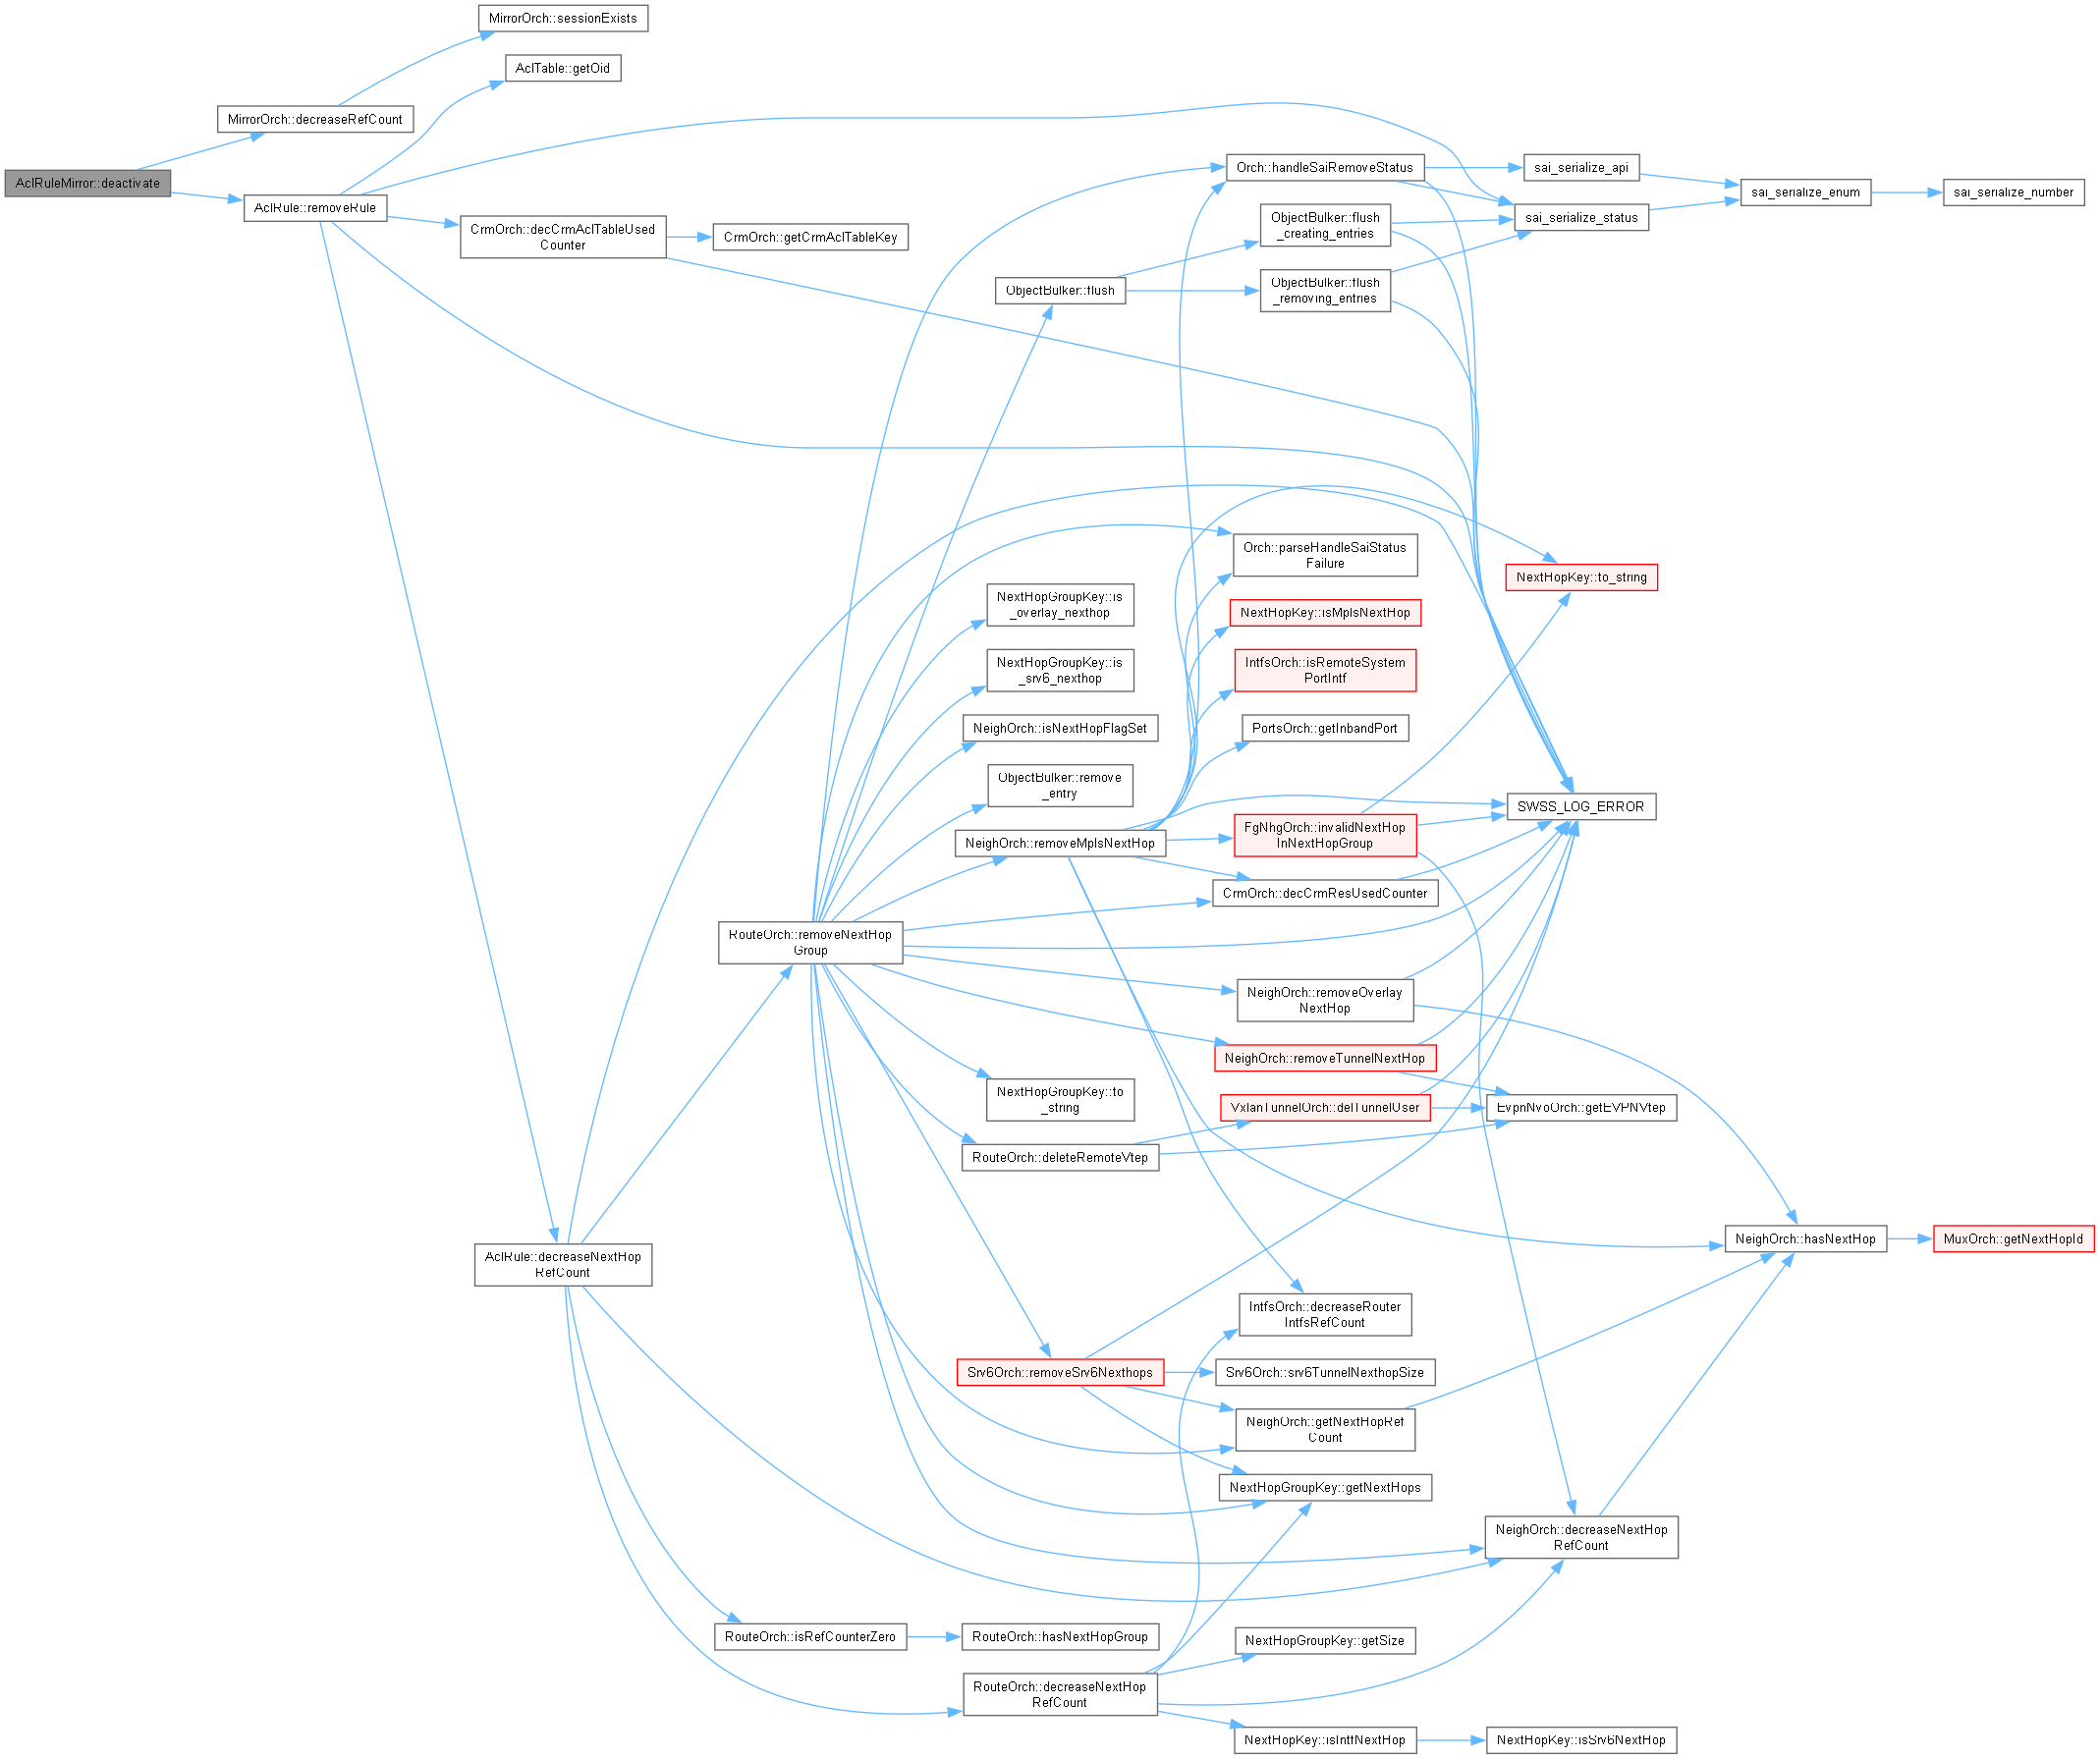 MirrorOrch::sessionExists
AclTable::getOid
MirrorOrch::decreaseRefCount
AclRuleMirror::deactivate
AclRule::removeRule
CrmOrch::decCrmAclTableUsed
Counter
CrmOrch::getCrmAclTableKey
Orch::handleSaiRemoveStatus
sai_serialize_api
sai_serialize_enum
sai_serialize_number
ObjectBulker::flush
_creating_entries
sai_serialize_status
ObjectBulker::flush
ObjectBulker::flush
_removing_entries
Orch::parseHandleSaiStatus
Failure
NextHopKey::to_string
NextHopGroupKey::is
_overlay_nexthop
NextHopKey::isMplsNextHop
NextHopGroupKey::is
_srv6_nexthop
IntfsOrch::isRemoteSystem
PortIntf
NeighOrch::isNextHopFlagSet
PortsOrch::getInbandPort
ObjectBulker::remove
_entry
SWSS_LOG_ERROR
NeighOrch::removeMplsNextHop
FgNhgOrch::invalidNextHop
InNextHopGroup
CrmOrch::decCrmResUsedCounter
RouteOrch::removeNextHop
Group
NeighOrch::removeOverlay
NextHop
NeighOrch::removeTunnelNextHop
NextHopGroupKey::to
_string
VxlanTunnelOrch::delTunnelUser
EvpnNvoOrch::getEVPNVtep
RouteOrch::deleteRemoteVtep
NeighOrch::hasNextHop
MuxOrch::getNextHopId
AclRule::decreaseNextHop
RefCount
IntfsOrch::decreaseRouter
IntfsRefCount
Srv6Orch::removeSrv6Nexthops
Srv6Orch::srv6TunnelNexthopSize
NeighOrch::getNextHopRef
Count
NextHopGroupKey::getNextHops
NeighOrch::decreaseNextHop
RefCount
RouteOrch::isRefCounterZero
RouteOrch::hasNextHopGroup
NextHopGroupKey::getSize
RouteOrch::decreaseNextHop
RefCount
NextHopKey::isIntfNextHop
NextHopKey::isSrv6NextHop